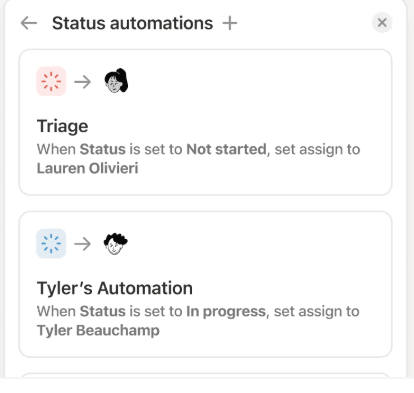 Status automations
Triage
When Status is set to Not started, set assign to
Lauren Olivieri
Tyler’s Automation
When Status is set to In progress, set assign to
Tyler Beauchamp